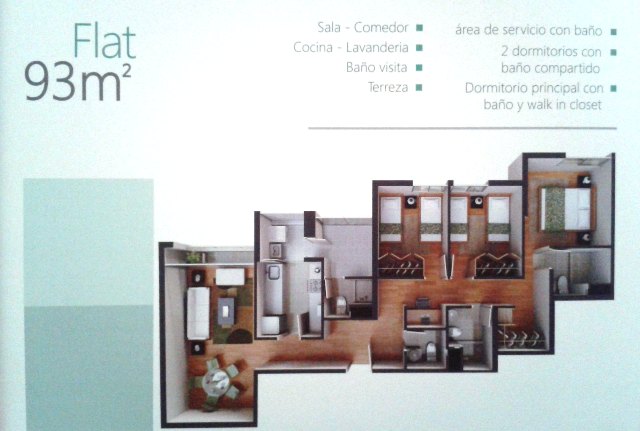 Flat
93m²
Sala - Comedor
Cocina - Lavandería
Baño visita
Terreza
área de servicio con baño
2 dormitorios con
baño compartido
Dormitorio principal con
baño y walk in closet